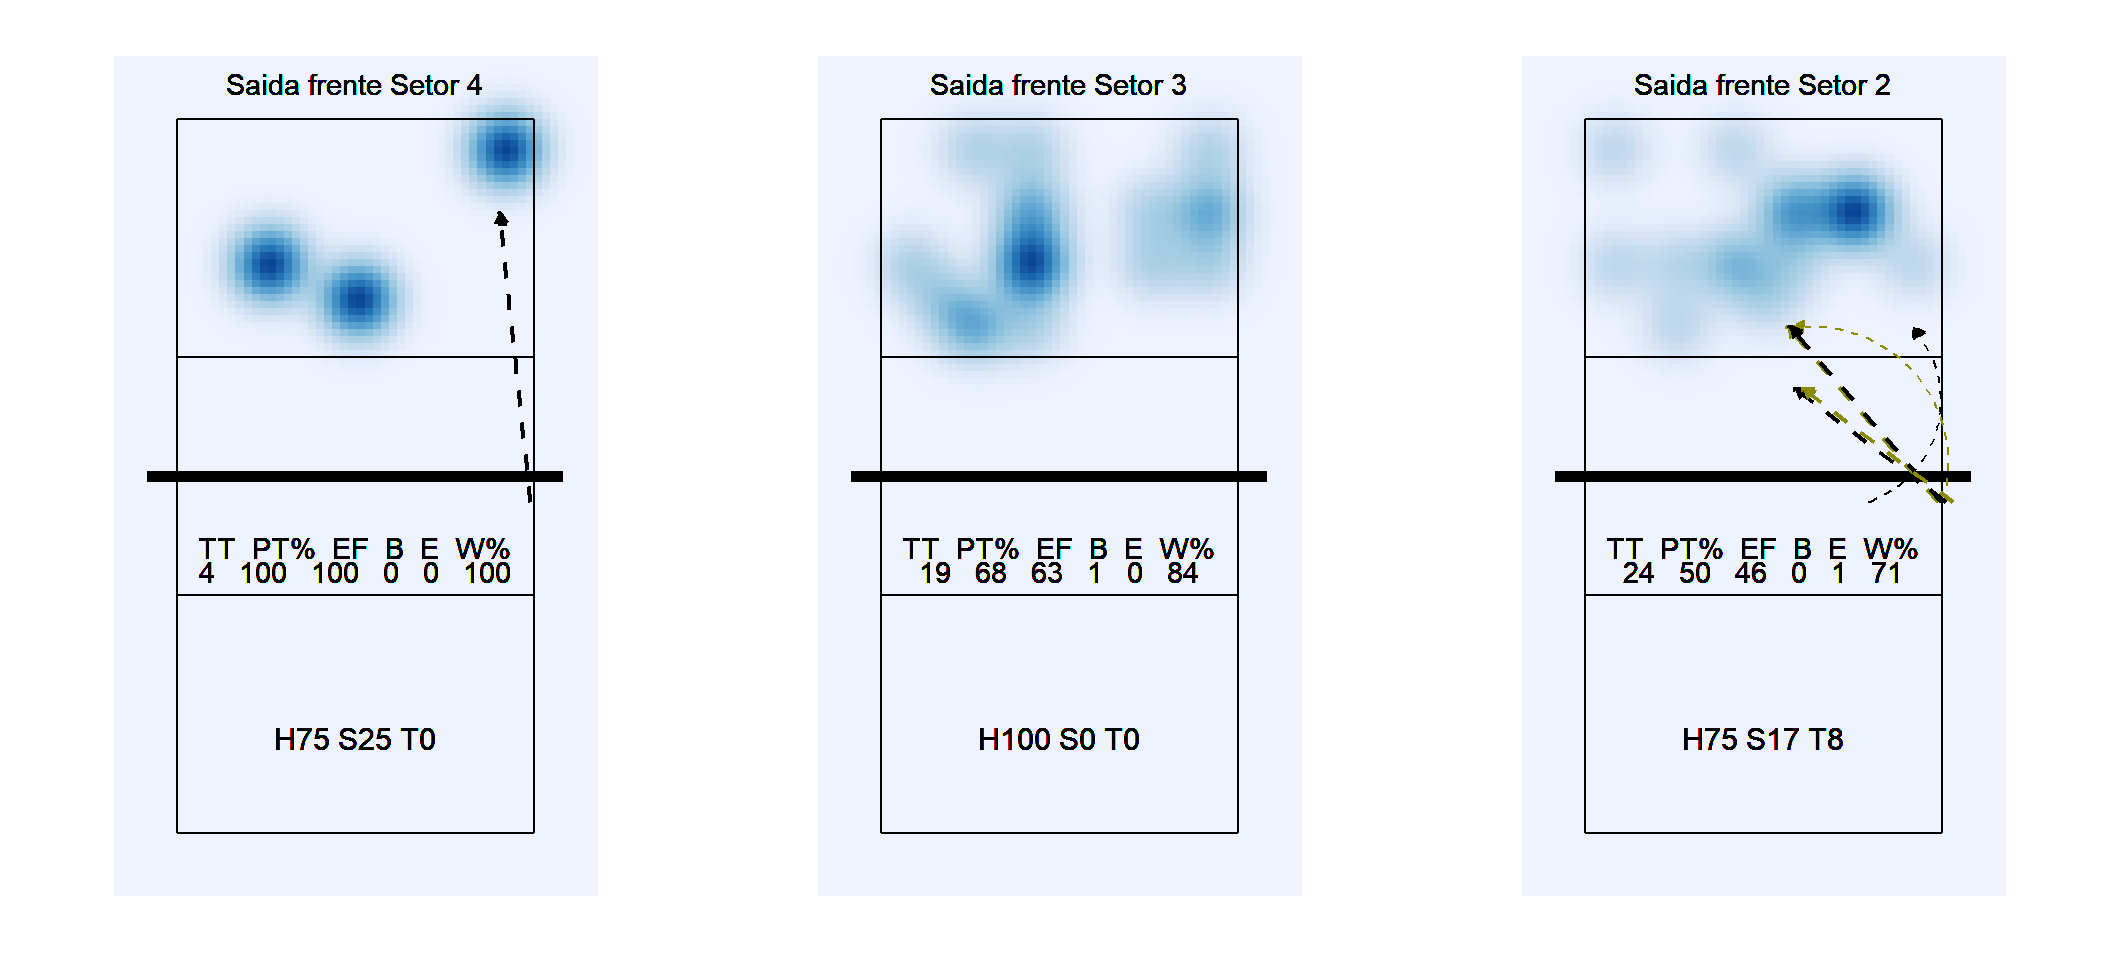 Saida frente Setor 4
TT PT% EF B E W%
4 100 100 0 0 100
H75 S25 T0
Saida frente Setor 3
TT PT% EF B E W%
19 68 63 1 0 84
H100 S0 T0
Saida frente Setor 2
TT PT% EF B E W%
24 50 46 0 1 71
H75 S17 T8